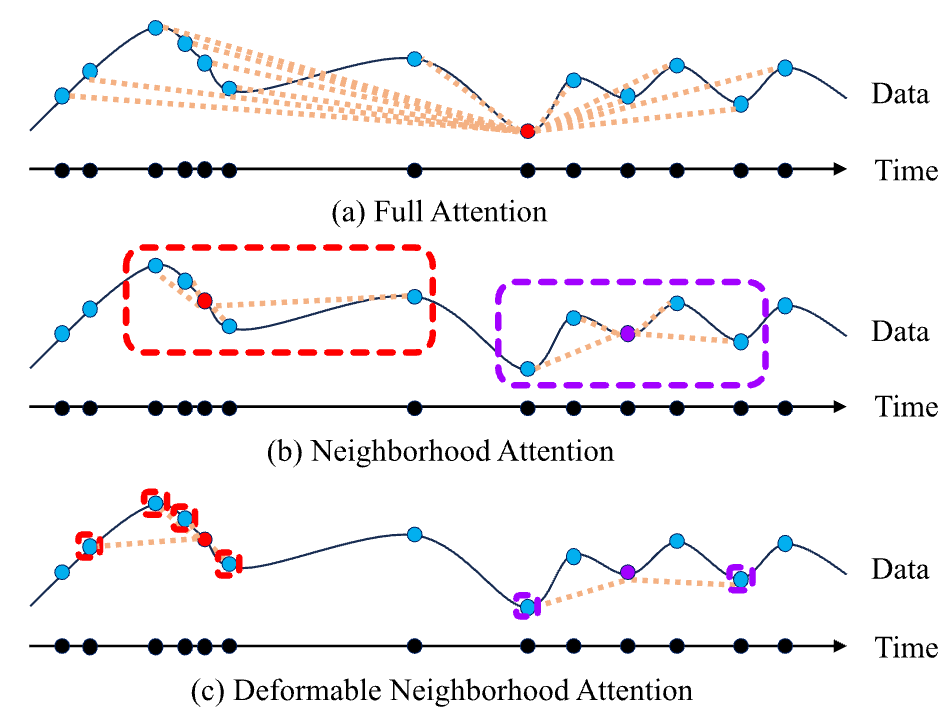 Data
Time
(a) Full Attention
Data
Time
(b) Neighborhood Attention
Data
Time
(c) Deformable Neighborhood Attention